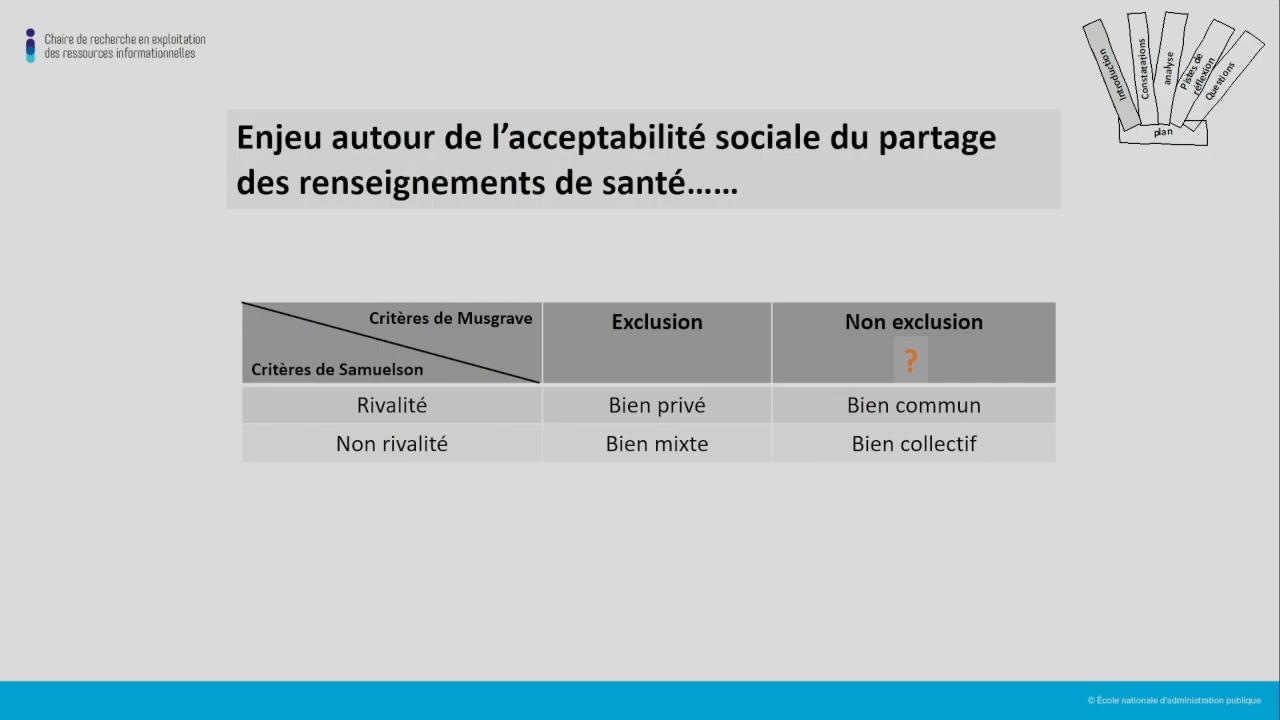 Chaire de recherche en exploitation
des ressources informationnelles
Introduction
Constatations
analyse
Pistes de
réflexion
Questions
plan
Enjeu autour de l’acceptabilité sociale du partage
des renseignements de santé……
Critères de Musgrave
Critères de Samuelson
Exclusion
Non exclusion
?
Rivalité
Bien privé
Bien commun
Non rivalité
Bien mixte
Bien collectif
© École nationale d'administration publique